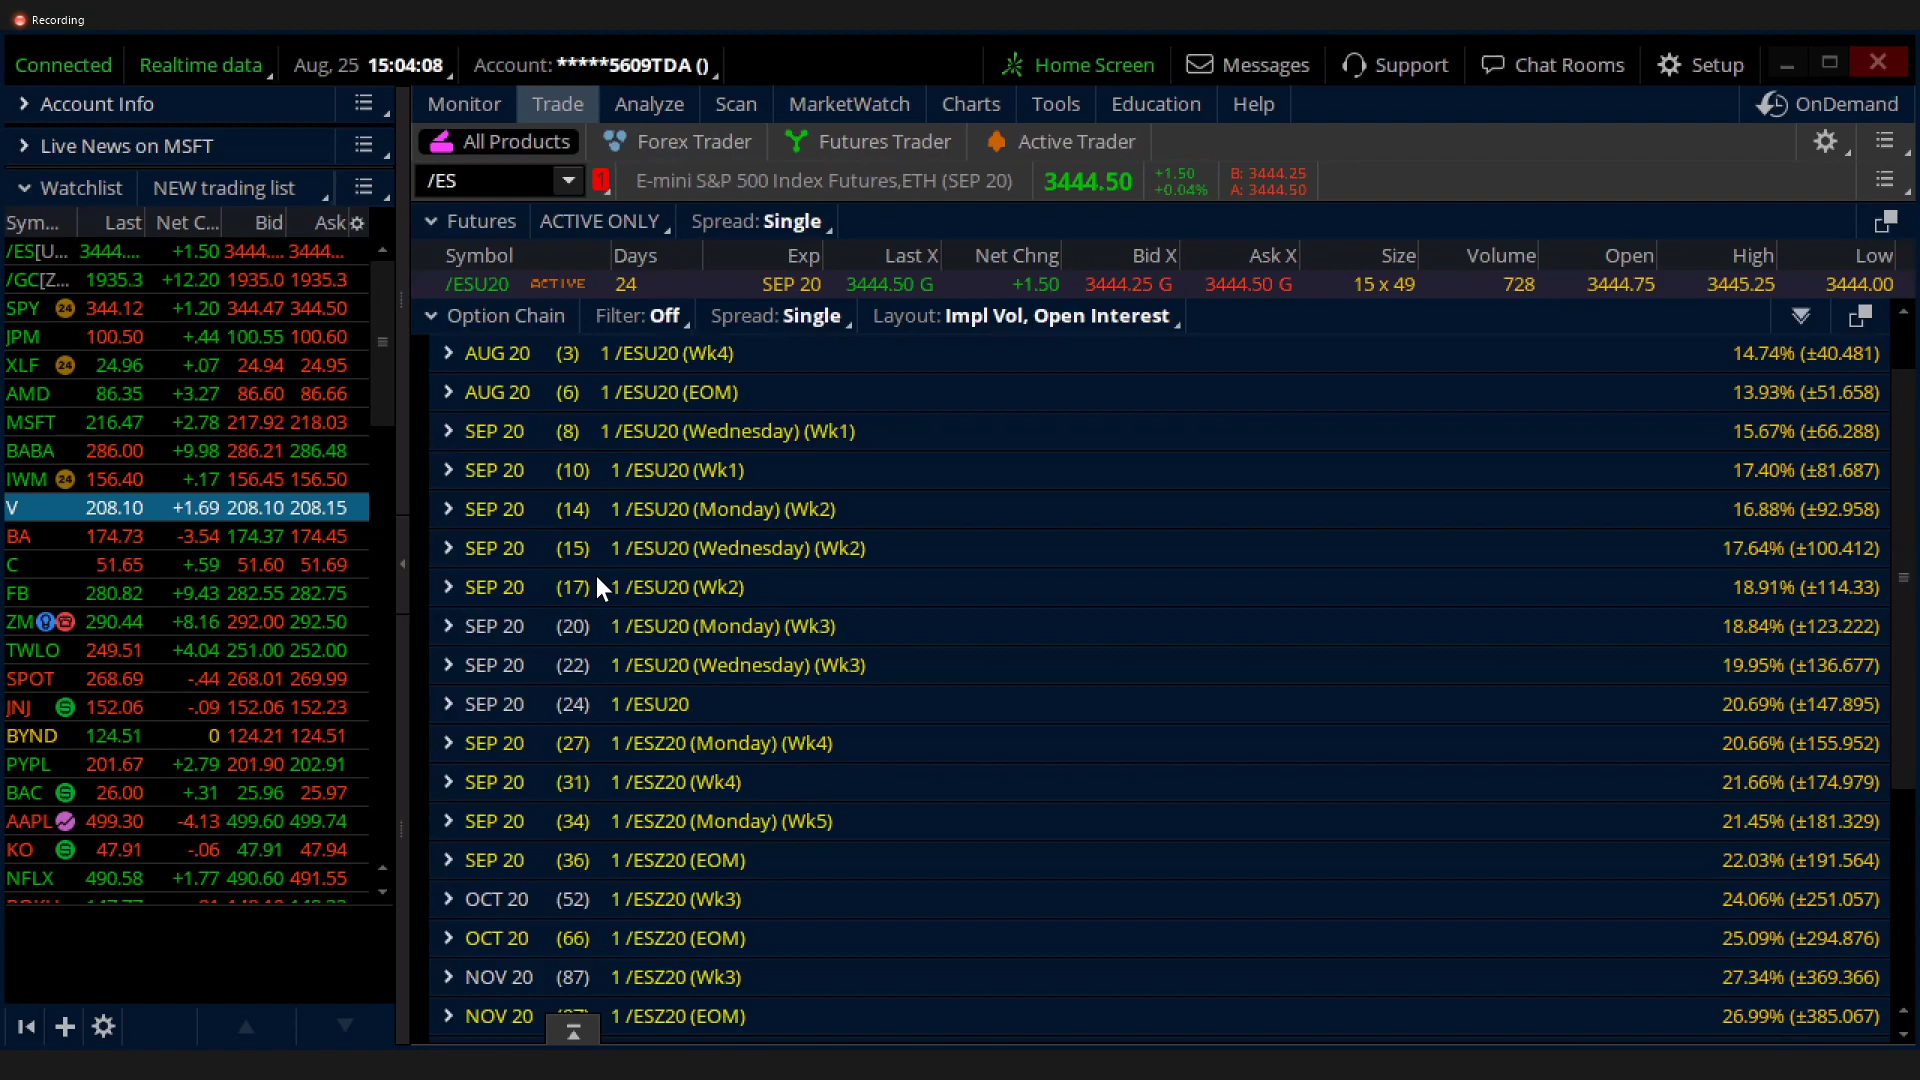 Recording
Connected Realtime data Aug, 25 15:04:08 Account: *****5609TDA () Home Screen Messages Support Chat Rooms Setup
Account Info Monitor Trade Analyze Scan MarketWatch Charts Tools Education Help OnDemand
Live News on MSFT All Products Forex Trader Futures Trader Active Trader
/ES 1 E-mini S&P 500 Index Futures,ETH (SEP 20) 3444.50 +1.50 +0.04% B: 3444.25 A: 3444.50
Watchlist NEW trading list
Futures ACTIVE ONLY Spread: Single
Symbol Days Exp Last X Net Chng Bid X Ask X Size Volume Open High Low
/ESU20 ACTIVE 24 SEP 20 3444.50 G +1.50 3444.25 G 3444.50 G 15 x 49 728 3444.75 3445.25 3444.00
Option Chain Filter: Off Spread: Single Layout: Impl Vol, Open Interest
AUG 20 (3) 1 /ESU20 (Wk4) 14.74% (±40.481)
AUG 20 (6) 1 /ESU20 (EOM) 13.93% (±51.658)
SEP 20 (8) 1 /ESU20 (Wednesday) (Wk1) 15.67% (±66.288)
SEP 20 (10) 1 /ESU20 (Wk1) 17.40% (±81.687)
SEP 20 (14) 1 /ESU20 (Monday) (Wk2) 16.88% (±92.958)
SEP 20 (15) 1 /ESU20 (Wednesday) (Wk2) 17.64% (±100.412)
SEP 20 (17) 1 /ESU20 (Wk2) 18.91% (±114.33)
SEP 20 (20) 1 /ESU20 (Monday) (Wk3) 18.84% (±123.222)
SEP 20 (22) 1 /ESU20 (Wednesday) (Wk3) 19.95% (±136.677)
SEP 20 (24) 1 /ESU20 20.69% (±147.895)
SEP 20 (27) 1 /ESZ20 (Monday) (Wk4) 20.66% (±155.952)
SEP 20 (31) 1 /ESZ20 (Wk4) 21.66% (±174.979)
SEP 20 (34) 1 /ESZ20 (Monday) (Wk5) 21.45% (±181.329)
SEP 20 (36) 1 /ESZ20 (EOM) 22.03% (±191.564)
OCT 20 (52) 1 /ESZ20 (Wk3) 24.06% (±251.057)
OCT 20 (66) 1 /ESZ20 (EOM) 25.09% (±294.876)
NOV 20 (87) 1 /ESZ20 (Wk3) 27.34% (±369.366)
NOV 20 1 /ESZ20 (EOM) 26.99% (±385.067)
Sym... Last Net C... Bid Ask
/ES[U... 3444.... +1.50 3444.... 3444....
/GC[Z... 1935.3 +12.20 1935.0 1935.3
SPY 24 344.12 +1.20 344.47 344.50
JPM 100.50 +.44 100.55 100.60
XLF 24 24.96 +.07 24.94 24.95
AMD 86.35 +3.27 86.60 86.66
MSFT 216.47 +2.78 217.92 218.03
BABA 286.00 +9.98 286.21 286.48
IWM 24 156.40 +.17 156.45 156.50
V 208.10 +1.69 208.10 208.15
BA 174.73 -3.54 174.37 174.45
C 51.65 +.59 51.60 51.69
FB 280.82 +9.43 282.55 282.75
ZM 290.44 +8.16 292.00 292.50
TWLO 249.51 +4.04 251.00 252.00
SPOT 268.69 -.44 268.01 269.99
JNJ 152.06 -.09 152.06 152.23
BYND 124.51 0 124.21 124.51
PYPL 201.67 +2.79 201.90 202.91
BAC 26.00 +.31 25.96 25.97
AAPL 499.30 -4.13 499.60 499.74
KO 47.91 -.06 47.91 47.94
NFLX 490.58 +1.77 490.60 491.55